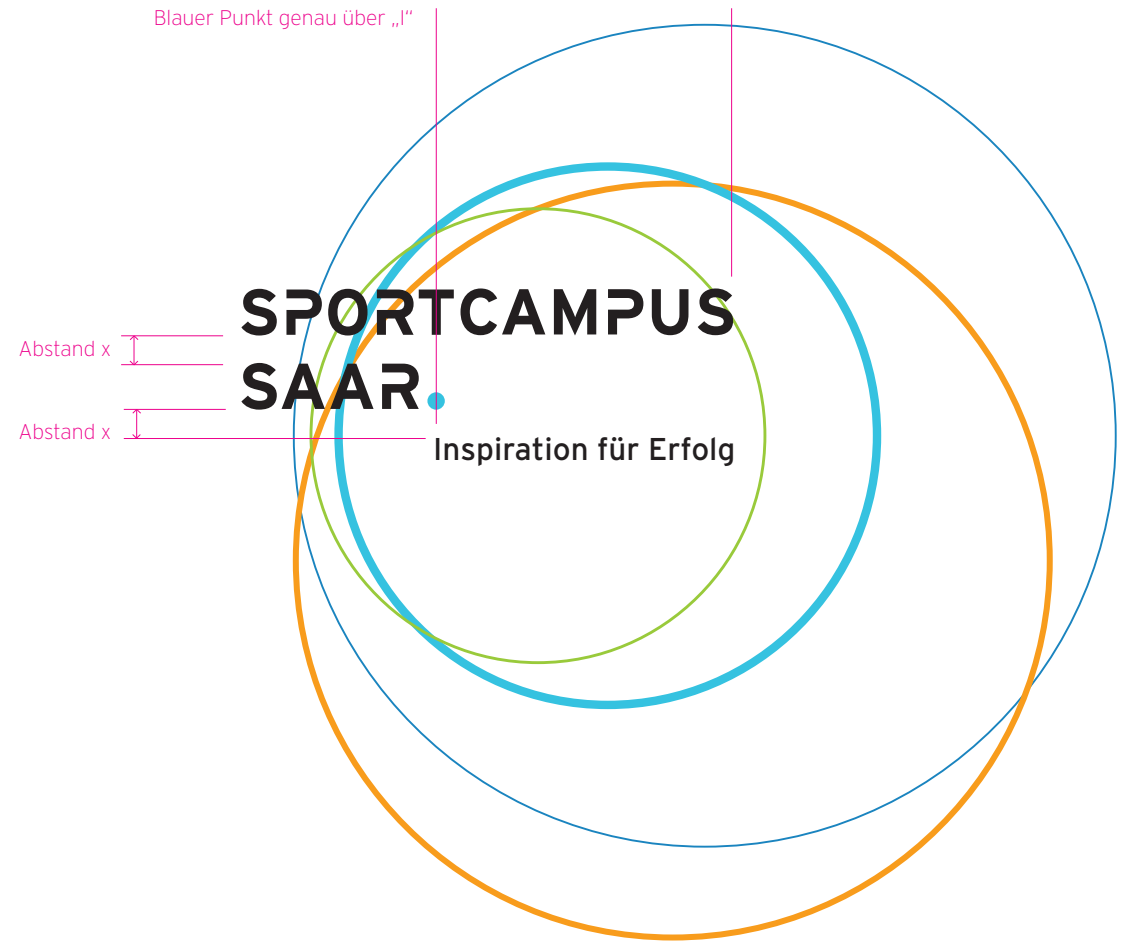 Blauer Punkt genau über „I“
SPORTCAMPUS
Abstand x
SAAR.
Abstand x
Inspiration für Erfolg